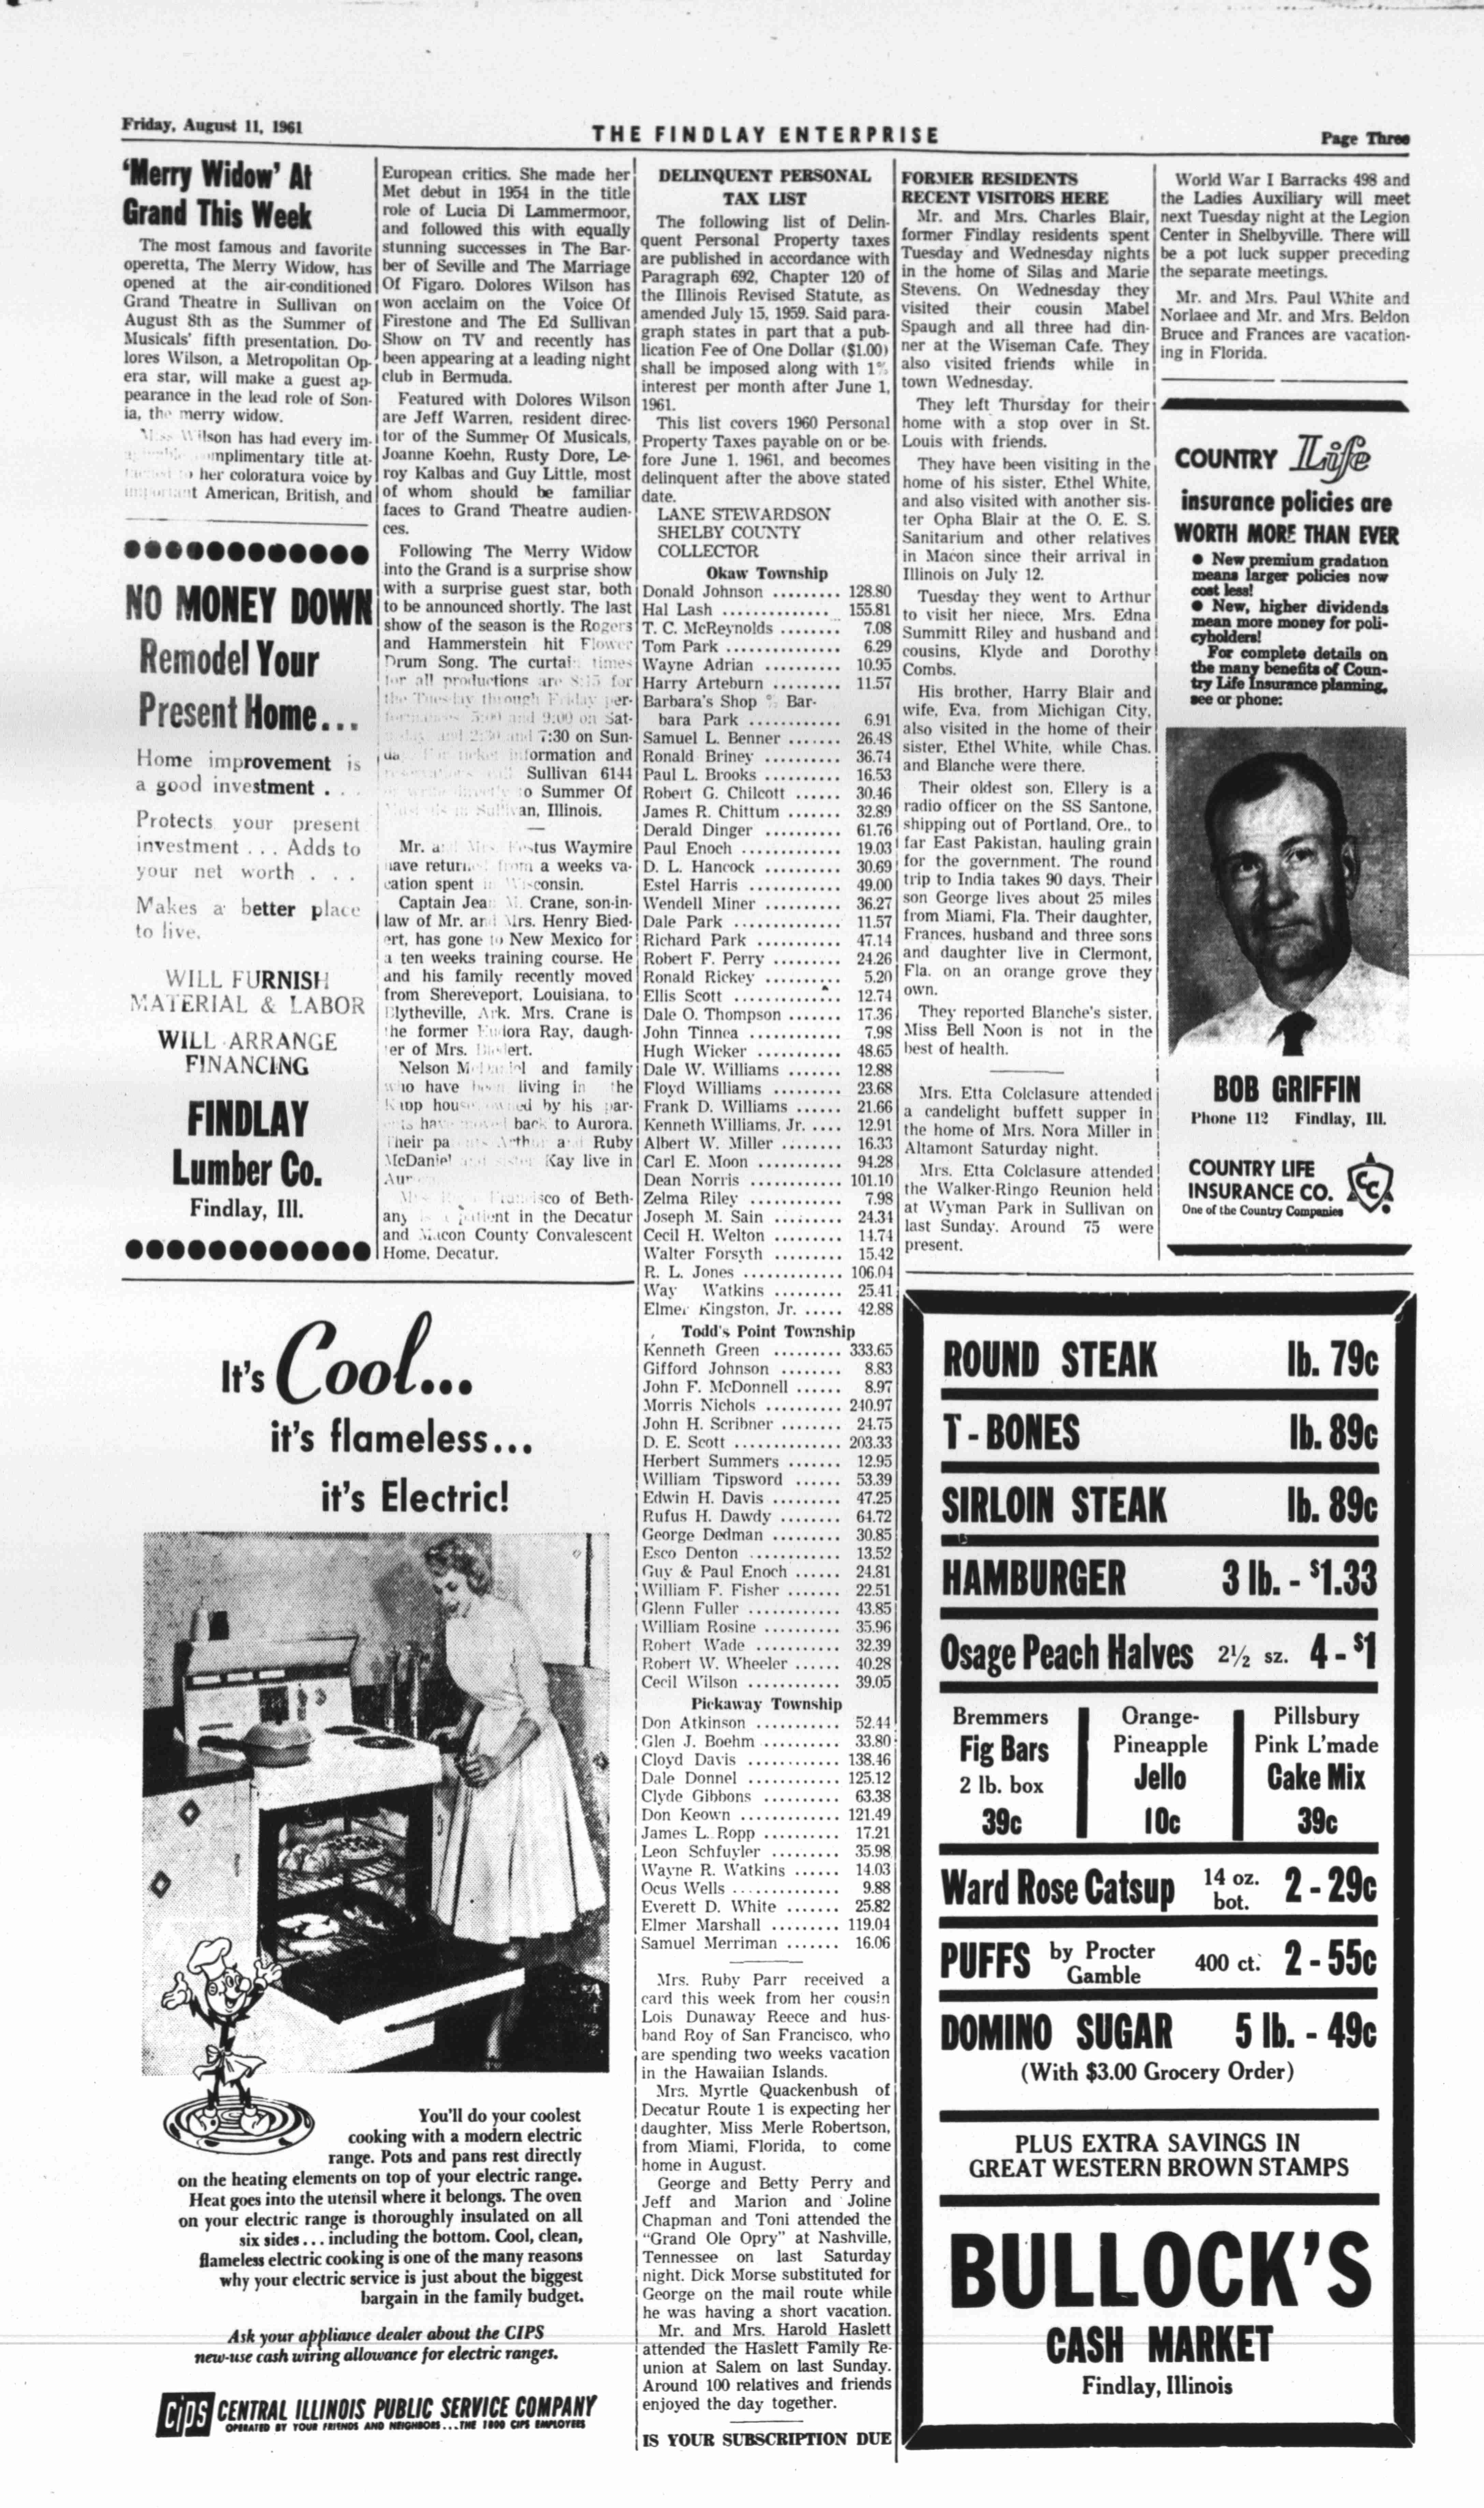 Friday, August 11, 1961
THE FINDLAY ENTERPRISE
Page Three
'Merry Widow' At
Grand This Week
The most famous and favorite
operetta, The Merry Widow, has
opened at the air-conditioned
Grand Theatre in Sullivan on
August 8th as the Summer of
Musicals' fifth presentation. Do-
lores Wilson, a Metropolitan Op-
era star, will make a guest ap-
pearance in the lead role of Son-
ia, the merry widow.
Miss Wilson has had every im-
complimentary title at-
to her coloratura voice by
important American, British, and
European critics. She made her
Met debut in 1954 in the title
role of Lucia Di Lammermoor,
and followed this with equally
stunning successes in The Bar-
ber of Seville and The Marriage
Of Figaro. Dolores Wilson has
won acclaim on the Voice Of
Firestone and The Ed Sullivan
Show on TV and recently has
been appearing at a leading night
club in Bermuda.
Featured with Dolores Wilson
are Jeff Warren, resident direc-
tor of the Summer Of Musicals,
Joanne Koehn, Rusty Dore, Le-
roy Kalbas and Guy Little, most
of whom should be familiar
faces to Grand Theatre audien-
ces.
Following The Merry Widow
into the Grand is a surprise show
with a surprise guest star, both
to be announced shortly. The last
show of the season is the Rogers
and Hammerstein hit Flower
Drum Song. The curtain times
for all productions are 8:15 for
the Tuesday through Friday per-
formances 5:00 and 9:00 on Sat-
and 2:30 and 7:30 on Sun-
day. For ticket information and
reservations call Sullivan 6144
or write directly to Summer Of
Musicals in Sullivan, Illinois.
Mr. and Mrs. Festus Waymire
have returned from a weeks va-
cation spent in Wisconsin.
Captain Jean M. Crane, son-in-
law of Mr. and Mrs. Henry Bied-
ert, has gone to New Mexico for
a ten weeks training course. He
and his family recently moved
from Shereveport, Louisiana, to
Blytheville, Ark. Mrs. Crane is
the former Eudora Ray, daugh-
ter of Mrs. Biedert.
Nelson McDaniel and family
who have been living in the
Knop house owned by his par-
ents have moved back to Aurora.
Their parents Arthur and Ruby
McDaniel and sister Kay live in
Francisco of Beth-
any is a patient in the Decatur
and Macon County Convalescent
Home, Decatur.
NO MONEY DOWN
Remodel Your
Present Home...
Home improvement is
a good investment . . .
Protects your present
investment . . . Adds to
your net worth . . .
Makes a better place
to live.
WILL FURNISH
MATERIAL & LABOR
WILL ARRANGE
FINANCING
FINDLAY
Lumber Co.
Findlay, Ill.
It's Cool...
it's flameless...
it's Electric!
You'll do your coolest
cooking with a modern electric
range. Pots and pans rest directly
on the heating elements on top of your electric range.
Heat goes into the utensil where it belongs. The oven
on your electric range is thoroughly insulated on all
six sides... including the bottom. Cool, clean,
flameless electric cooking is one of the many reasons
why your electric service is just about the biggest
bargain in the family budget.
Ask your appliance dealer about the CIPS
new-use cash wiring allowance for electric ranges.
CIPS CENTRAL ILLINOIS PUBLIC SERVICE COMPANY
OPERATED BY YOUR FRIENDS AND NEIGHBORS...THE 1800 CIPS EMPLOYEES
DELINQUENT PERSONAL
TAX LIST
The following list of Delin-
quent Personal Property taxes
are published in accordance with
Paragraph 692, Chapter 120 of
the Illinois Revised Statute, as
amended July 15, 1959. Said para-
graph states in part that a pub-
lication Fee of One Dollar ($1.00)
shall be imposed along with 1%
interest per month after June 1,
1961.
This list covers 1960 Personal
Property Taxes payable on or be-
fore June 1, 1961, and becomes
delinquent after the above stated
date.
LANE STEWARDSON
SHELBY COUNTY
COLLECTOR
Okaw Township
Donald Johnson ......... 128.80
Hal Lash .............. 155.81
T. C. McReynolds ........ 7.08
Tom Park ............... 6.29
Wayne Adrian .......... 10.95
Harry Arteburn ......... 11.57
Barbara's Shop % Bar-
bara Park ............ 6.91
Samuel L. Benner ....... 26.48
Ronald Briney .......... 36.74
Paul L. Brooks .......... 16.53
Robert G. Chilcott ...... 30.46
James R. Chittum ....... 32.89
Derald Dinger .......... 61.76
Paul Enoch ............. 19.03
D. L. Hancock .......... 30.69
Estel Harris ............ 49.00
Wendell Miner .......... 36.27
Dale Park .............. 11.57
Richard Park ........... 47.14
Robert F. Perry ......... 24.26
Ronald Rickey .......... 5.20
Ellis Scott .............. 12.74
Dale O. Thompson ...... 17.36
John Tinnea ........... 7.98
Hugh Wicker ........... 48.65
Dale W. Williams ....... 12.88
Floyd Williams ......... 23.68
Frank D. Williams ...... 21.66
Kenneth Williams, Jr. .... 12.91
Albert W. Miller ........ 16.33
Carl E. Moon ........... 94.28
Dean Norris ............ 101.10
Zelma Riley ............ 7.98
Joseph M. Sain ......... 24.34
Cecil H. Welton ........ 14.74
Walter Forsyth ......... 15.42
R. L. Jones ............. 106.04
Way Watkins ......... 25.41
Elmer Kingston, Jr. ..... 42.88
Todd's Point Township
Kenneth Green ......... 333.65
Gifford Johnson ........ 8.83
John F. McDonnell ...... 8.97
Morris Nichols .......... 240.97
John H. Scribner ........ 24.75
D. E. Scott .............. 203.33
Herbert Summers ....... 12.95
William Tipsword ...... 53.39
Edwin H. Davis ......... 47.25
Rufus H. Dawdy ........ 64.72
George Dedman ......... 30.85
Esco Denton ............ 13.52
Guy & Paul Enoch ...... 24.81
William F. Fisher ....... 22.51
Glenn Fuller ............ 43.85
William Rosine .......... 35.96
Robert Wade ........... 32.39
Robert W. Wheeler ...... 40.28
Cecil Wilson ............ 39.05
Pickaway Township
Don Atkinson ........... 52.44
Glen J. Boehm .......... 33.80
Cloyd Davis ............ 138.46
Dale Donnel ............ 125.12
Clyde Gibbons .......... 63.38
Don Keown ............. 121.49
James L. Ropp .......... 17.21
Leon Schfuyler ......... 35.98
Wayne R. Watkins ...... 14.03
Ocus Wells .............. 9.88
Everett D. White ....... 25.82
Elmer Marshall ......... 119.04
Samuel Merriman ....... 16.06
Mrs. Ruby Parr received a
card this week from her cousin
Lois Dunaway Reece and hus-
band Roy of San Francisco, who
are spending two weeks vacation
in the Hawaiian Islands.
Mrs. Myrtle Quackenbush of
Decatur Route 1 is expecting her
daughter, Miss Merle Robertson,
from Miami, Florida, to come
home in August.
George and Betty Perry and
Jeff and Marion and Joline
Chapman and Toni attended the
"Grand Ole Opry" at Nashville,
Tennessee on last Saturday
night. Dick Morse substituted for
George on the mail route while
he was having a short vacation.
Mr. and Mrs. Harold Haslett
attended the Haslett Family Re-
union at Salem on last Sunday.
Around 100 relatives and friends
enjoyed the day together.
IS YOUR SUBSCRIPTION DUE
FORMER RESIDENTS
RECENT VISITORS HERE
Mr. and Mrs. Charles Blair,
former Findlay residents spent
Tuesday and Wednesday nights
in the home of Silas and Marie
Stevens. On Wednesday they
visited their cousin Mabel
Spaugh and all three had din-
ner at the Wiseman Cafe. They
also visited friends while in
town Wednesday.
They left Thursday for their
home with a stop over in St.
Louis with friends.
They have been visiting in the
home of his sister, Ethel White,
and also visited with another sis-
ter Opha Blair at the O. E. S.
Sanitarium and other relatives
in Macon since their arrival in
Illinois on July 12.
Tuesday they went to Arthur
to visit her niece, Mrs. Edna
Summitt Riley and husband and
cousins, Klyde and Dorothy
Combs.
His brother, Harry Blair and
wife, Eva, from Michigan City,
also visited in the home of their
sister, Ethel White, while Chas.
and Blanche were there.
Their oldest son, Ellery is a
radio officer on the SS Santone,
shipping out of Portland, Ore., to
far East Pakistan, hauling grain
for the government. The round
trip to India takes 90 days. Their
son George lives about 25 miles
from Miami, Fla. Their daughter,
Frances, husband and three sons
and daughter live in Clermont,
Fla. on an orange grove they
own.
They reported Blanche's sister,
Miss Bell Noon is not in the
best of health.
Mrs. Etta Colclasure attended
a candelight buffett supper in
the home of Mrs. Nora Miller in
Altamont Saturday night.
Mrs. Etta Colclasure attended
the Walker-Ringo Reunion held
at Wyman Park in Sullivan on
last Sunday. Around 75 were
present.
World War I Barracks 498 and
the Ladies Auxiliary will meet
next Tuesday night at the Legion
Center in Shelbyville. There will
be a pot luck supper preceding
the separate meetings.
Mr. and Mrs. Paul White and
Norlaee and Mr. and Mrs. Beldon
Bruce and Frances are vacation-
ing in Florida.
COUNTRY Life
insurance policies are
WORTH MORE THAN EVER
● New premium gradation
means larger policies now
cost less!
● New, higher dividends
mean more money for poli-
cyholders!
For complete details on
the many benefits of Coun-
try Life Insurance planning,
see or phone:
BOB GRIFFIN
Phone 112 Findlay, Ill.
COUNTRY LIFE
INSURANCE CO.
CC
One of the Country Companies
ROUND STEAK lb. 79c
T - BONES lb. 89c
SIRLOIN STEAK lb. 89c
HAMBURGER 3 lb. - $1.33
Osage Peach Halves 2½ sz. 4 - $1
Bremmers
Fig Bars
2 lb. box
39c
Orange-
Pineapple
Jello
10c
Pillsbury
Pink L'made
Cake Mix
39c
Ward Rose Catsup 14 oz. bot. 2 - 29c
PUFFS by Procter Gamble 400 ct. 2 - 55c
DOMINO SUGAR 5 lb. - 49c
(With $3.00 Grocery Order)
PLUS EXTRA SAVINGS IN
GREAT WESTERN BROWN STAMPS
BULLOCK'S
CASH MARKET
Findlay, Illinois